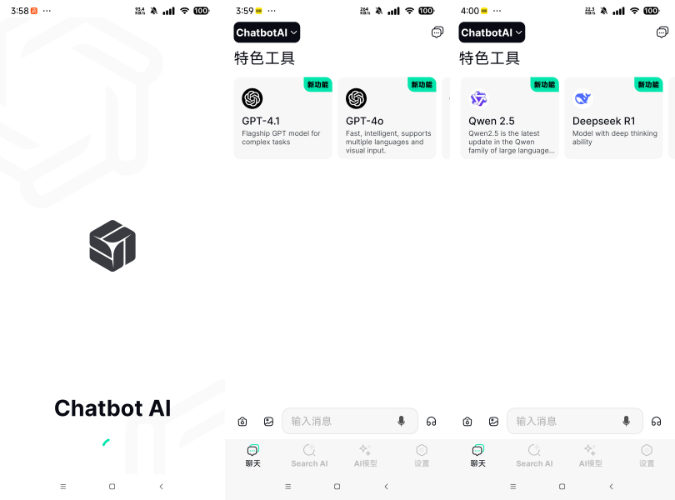 3:58
100
Chatbot AI
3:59
100
ChatbotAI
特色工具
新功能
GPT-4.1
Flagship GPT model for
complex tasks
新功能
GPT-4o
Fast, intelligent, supports
multiple languages and
visual input.
输入消息
聊天
Search AI
AI模型
设置
4:00
100
ChatbotAI
特色工具
新功能
Qwen 2.5
Qwen2.5 is the latest
update in the Qwen
family of large language...
新功能
Deepseek R1
Model with deep thinking
ability
输入消息
聊天
Search AI
AI模型
设置